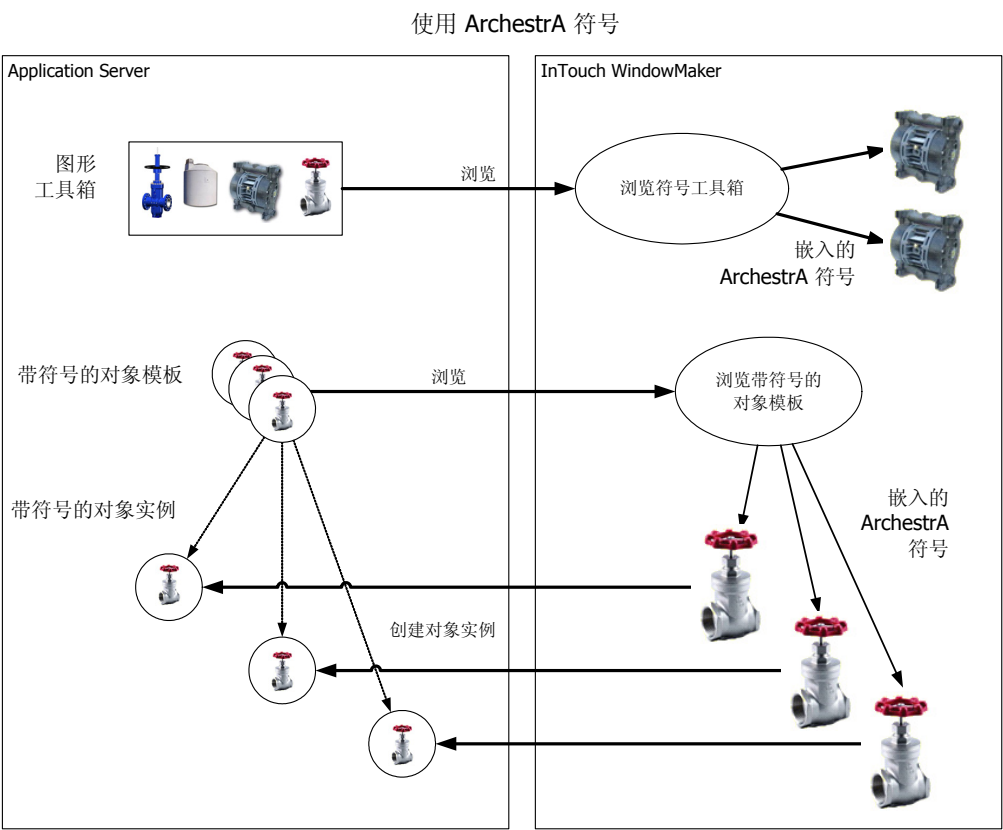 使用 ArchestrA 符号
Application Server
InTouch WindowMaker
图形
工具箱
浏览
浏览符号工具箱
嵌入的
ArchestrA 符号
带符号的对象模板
浏览
浏览带符号的
对象模板
带符号的对象实例
嵌入的
ArchestrA
符号
创建对象实例